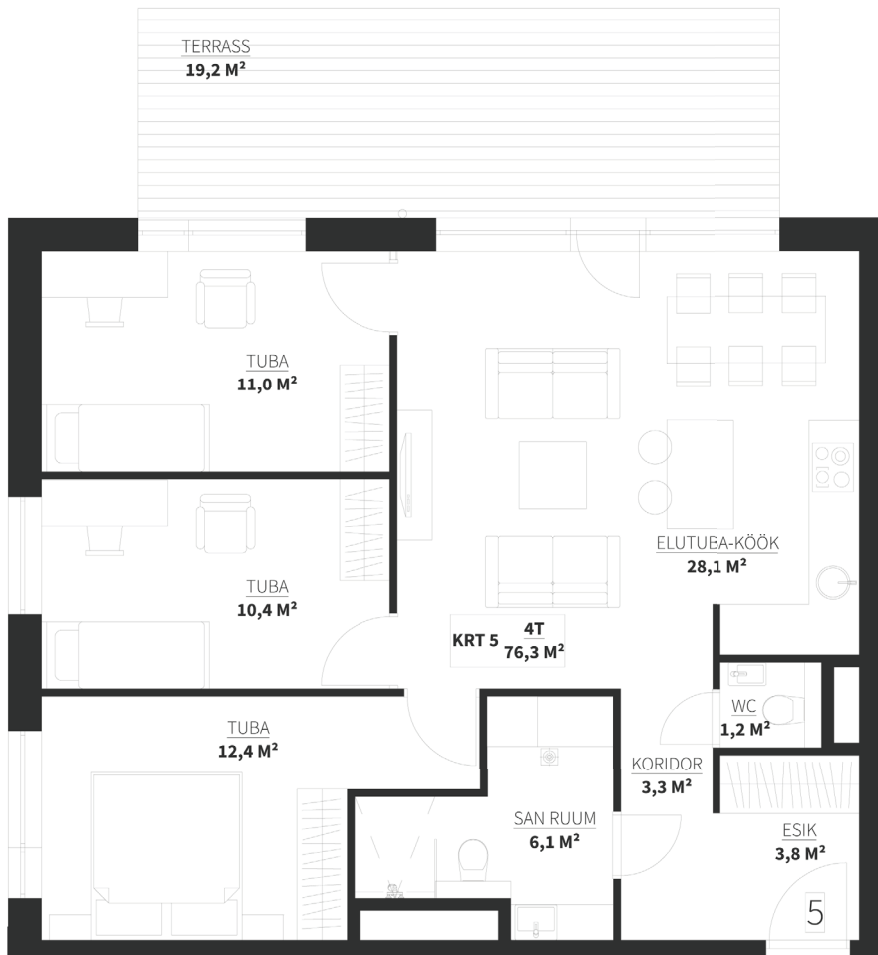 TERRASS
19,2 M²
TUBA
11,0 M²
TUBA
10,4 M²
ELUTUBA-KÖÖK
28,1 M²
KRT 5
4T
76,3 M²
TUBA
12,4 M²
WC
1,2 M²
KORIDOR
3,3 M²
SAN RUUM
6,1 M²
ESIK
3,8 M²
5